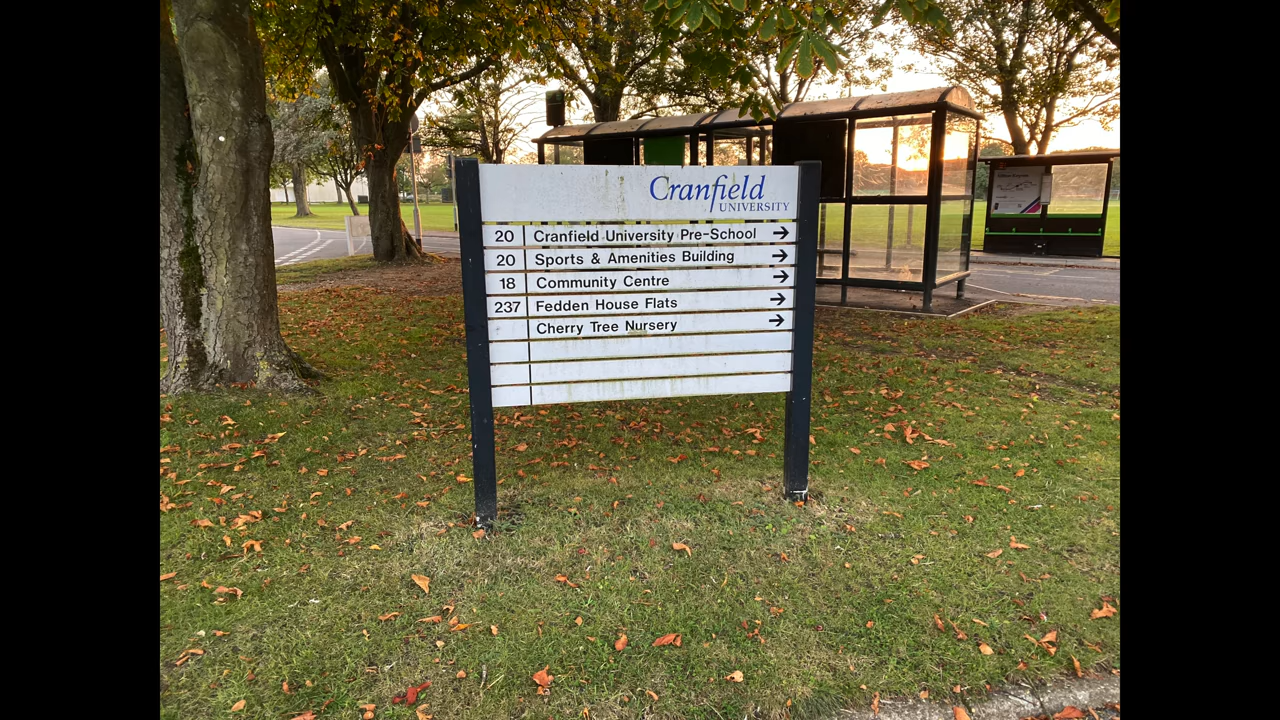 Cranfield
UNIVERSITY
20 Cranfield University Pre-School →
20 Sports & Amenities Building →
18 Community Centre →
237 Fedden House Flats →
Cherry Tree Nursery →